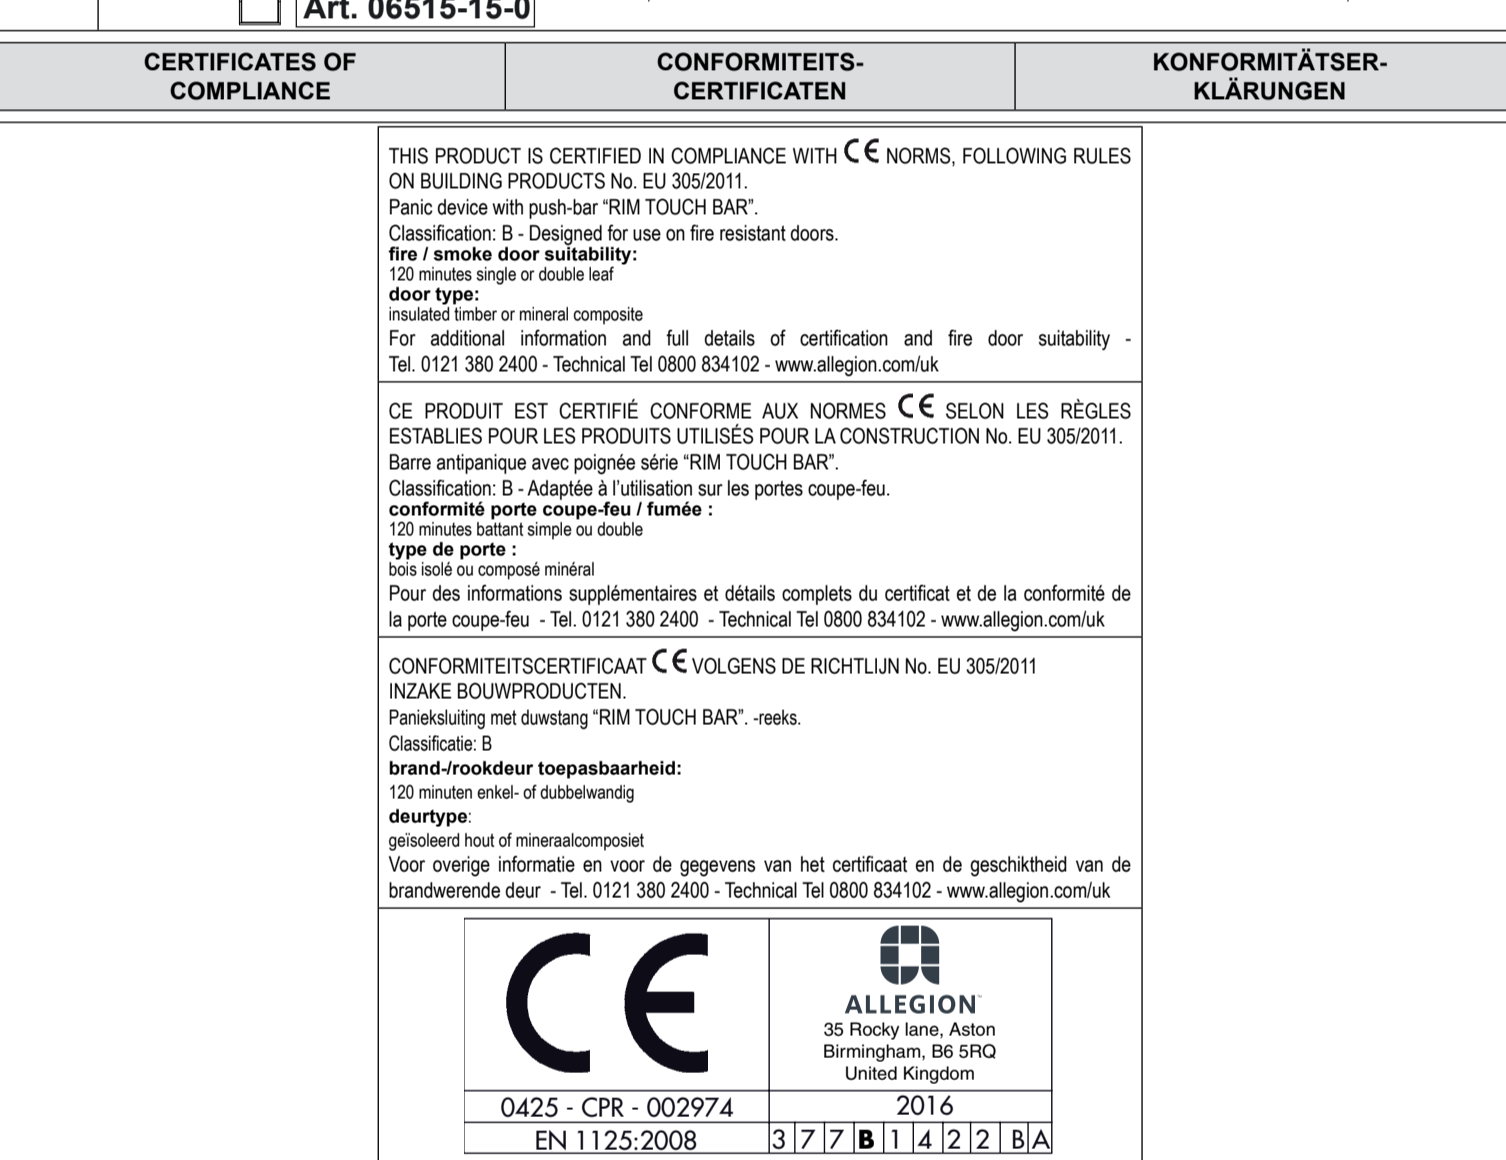 Art. 06515-15-0
CERTIFICATES OF
COMPLIANCE
CONFORMITEITS-
CERTIFICATEN
KONFORMITÄTSER-
KLÄRUNGEN
THIS PRODUCT IS CERTIFIED IN COMPLIANCE WITH CE NORMS, FOLLOWING RULES
ON BUILDING PRODUCTS No. EU 305/2011.
Panic device with push-bar “RIM TOUCH BAR”.
Classification: B - Designed for use on fire resistant doors.
fire / smoke door suitability:
120 minutes single or double leaf
door type:
insulated timber or mineral composite
For additional information and full details of certification and fire door suitability -
Tel. 0121 380 2400 - Technical Tel 0800 834102 - www.allegion.com/uk
CE PRODUIT EST CERTIFIÉ CONFORME AUX NORMES CE SELON LES RÈGLES
ESTABLIES POUR LES PRODUITS UTILISÉS POUR LA CONSTRUCTION No. EU 305/2011.
Barre antipanique avec poignée série “RIM TOUCH BAR”.
Classification: B - Adaptée à l’utilisation sur les portes coupe-feu.
conformité porte coupe-feu / fumée :
120 minutes battant simple ou double
type de porte :
bois isolé ou composé minéral
Pour des informations supplémentaires et détails complets du certificat et de la conformité de
la porte coupe-feu - Tel. 0121 380 2400 - Technical Tel 0800 834102 - www.allegion.com/uk
CONFORMITEITSCERTIFICAAT CE VOLGENS DE RICHTLIJN No. EU 305/2011
INZAKE BOUWPRODUCTEN.
Panieksluiting met duwstang “RIM TOUCH BAR”. -reeks.
Classificatie: B
brand-/rookdeur toepasbaarheid:
120 minuten enkel- of dubbelwandig
deurtype:
geïsoleerd hout of mineraalcomposiet
Voor overige informatie en voor de gegevens van het certificaat en de geschiktheid van de
brandwerende deur - Tel. 0121 380 2400 - Technical Tel 0800 834102 - www.allegion.com/uk
CE
ALLEGION™
35 Rocky lane, Aston
Birmingham, B6 5RQ
United Kingdom
0425 - CPR - 002974
2016
EN 1125:2008
3 7 7 B 1 4 2 2 B A